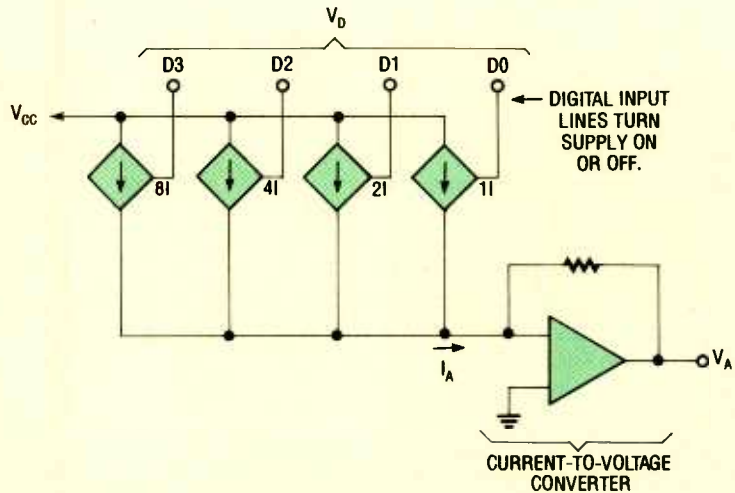 V_D
D3 D2 D1 D0
V_CC
DIGITAL INPUT
LINES TURN
SUPPLY ON
OR OFF.
8I 4I 2I 1I
I_A
V_A
CURRENT-TO-VOLTAGE
CONVERTER